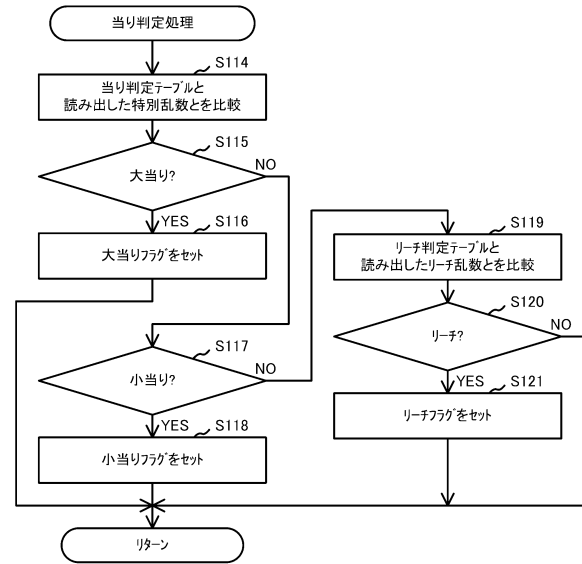 当り判定処理
S114
当り判定テーブルと
読み出した特別乱数とを比較
S115
大当り?
NO
YES
S116
大当りフラグをセット
S117
小当り?
NO
YES
S118
小当りフラグをセット
S119
リーチ判定テーブルと
読み出したリーチ乱数とを比較
S120
リーチ?
NO
YES
S121
リーチフラグをセット
リターン